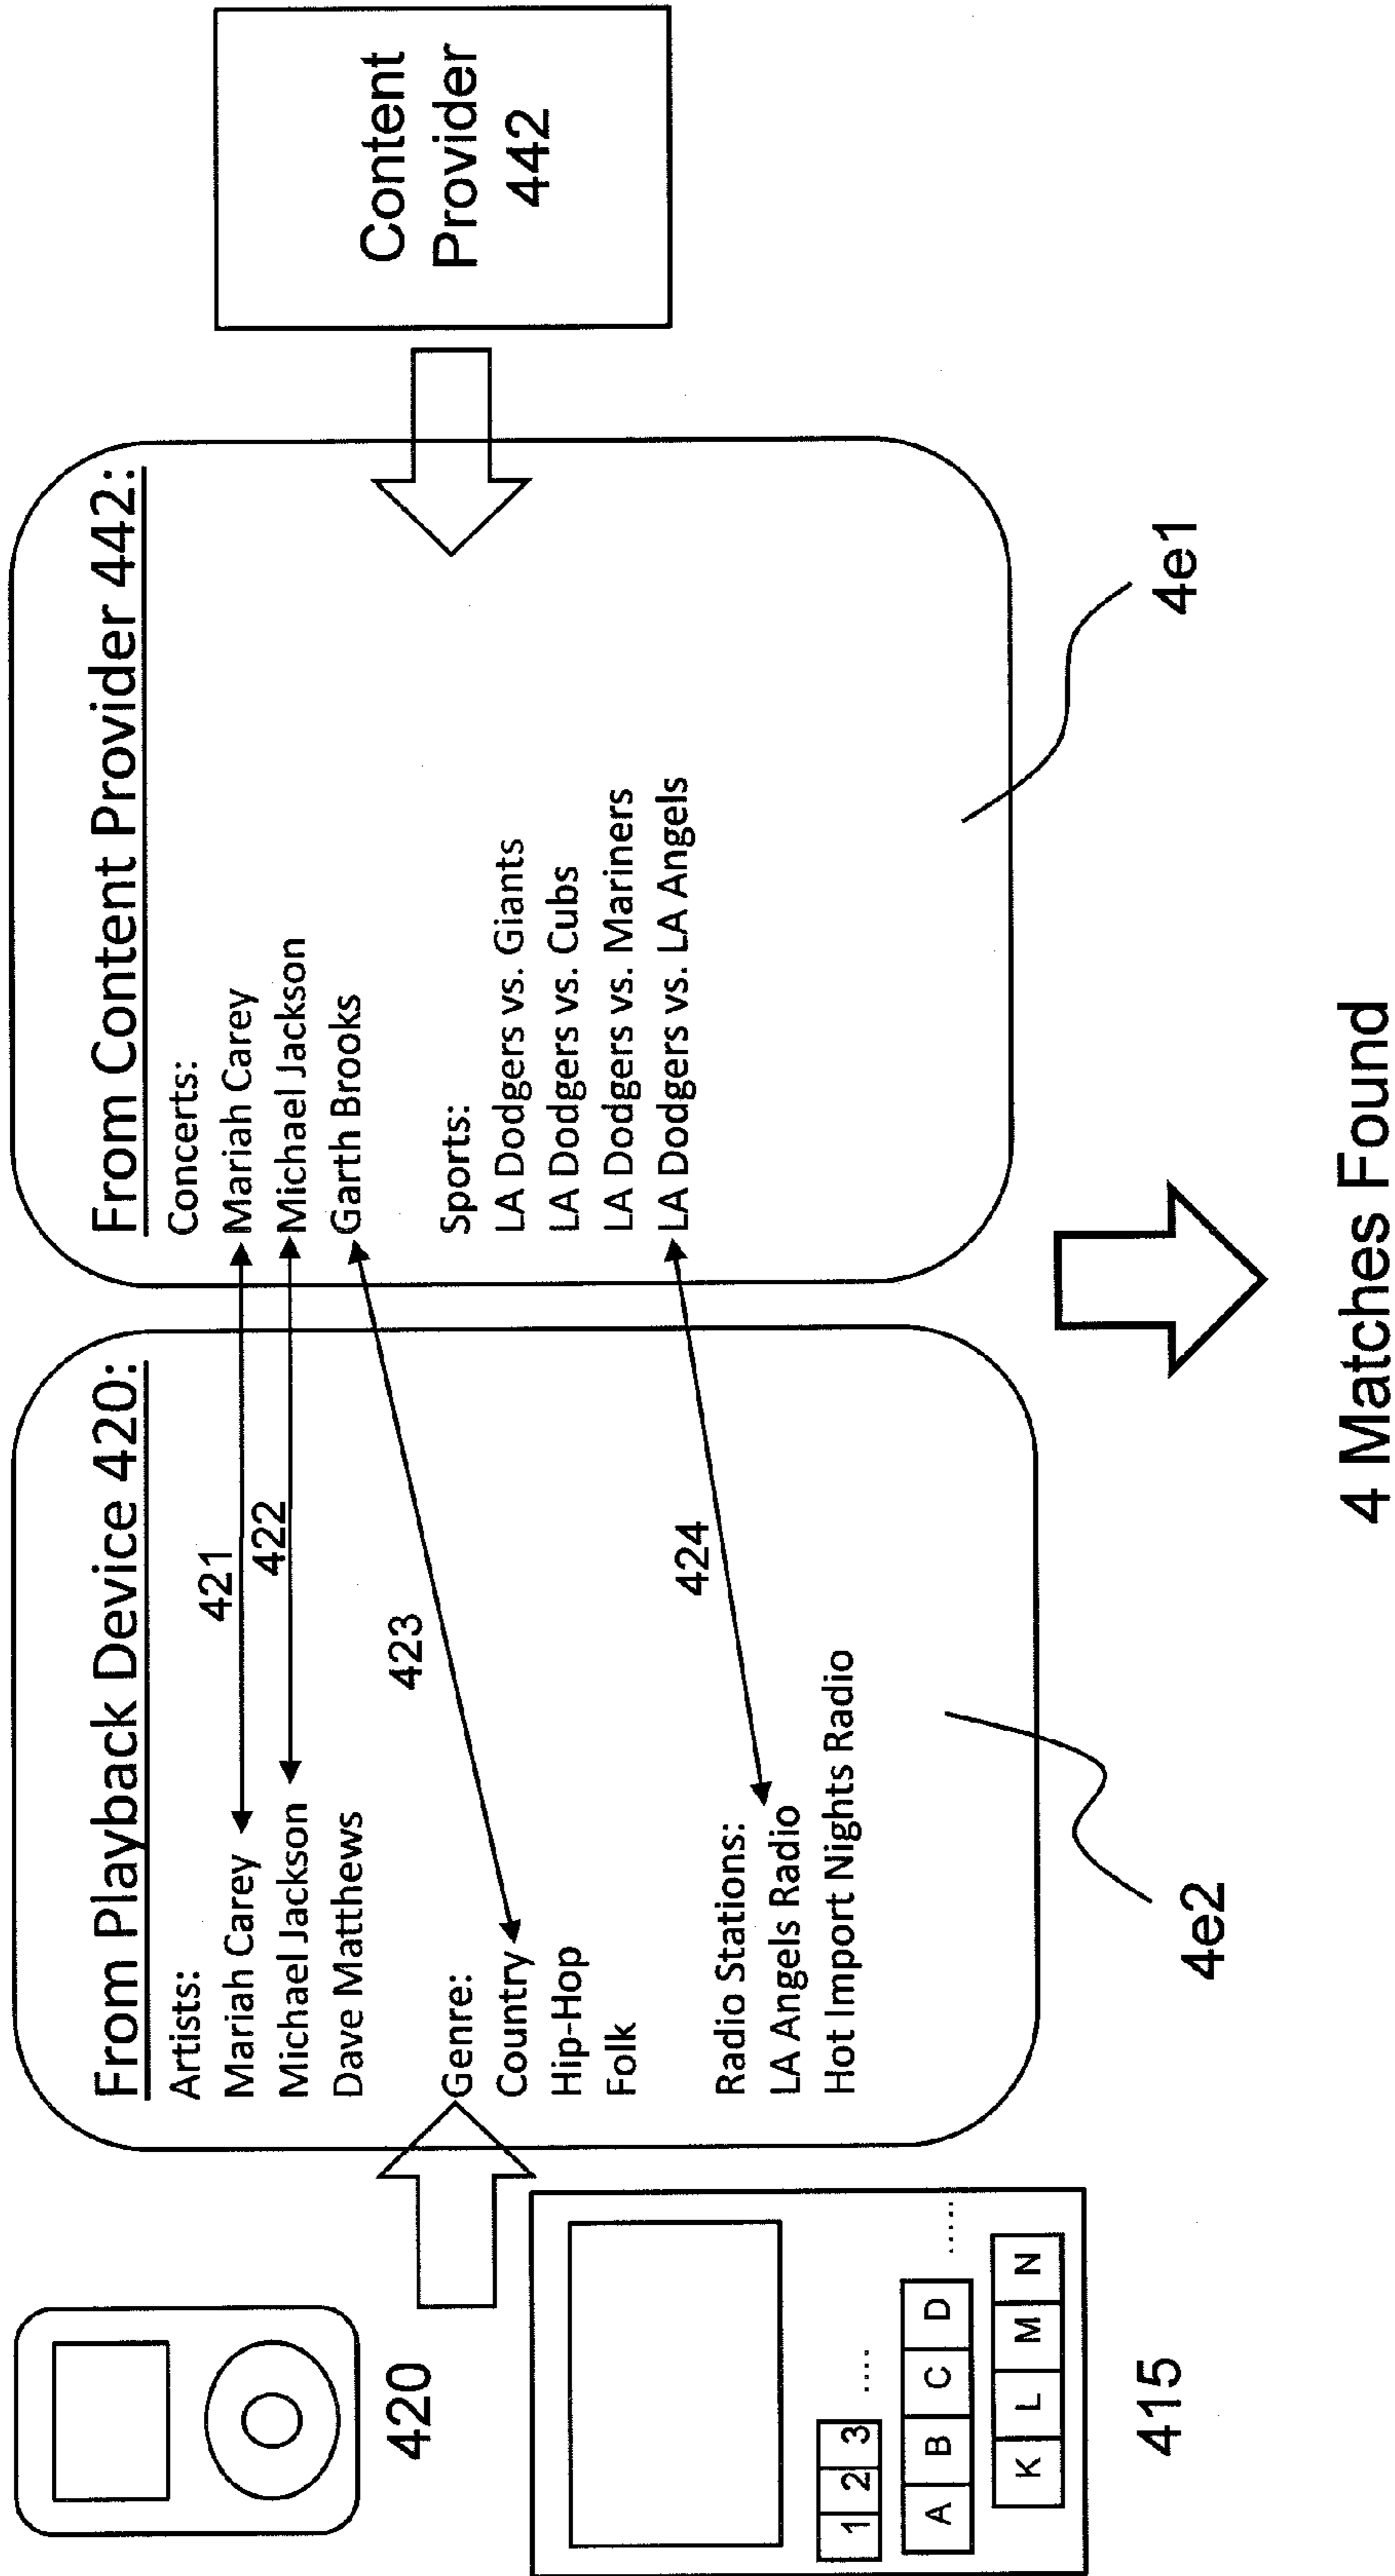 420
1 2 3 ....
A B C D .....
K L M N
415
From Playback Device 420:
Artists:
Mariah Carey
Michael Jackson
Dave Matthews
Genre:
Country
Hip-Hop
Folk
Radio Stations:
LA Angels Radio
Hot Import Nights Radio
4e2
421
422
423
424
From Content Provider 442:
Concerts:
Mariah Carey
Michael Jackson
Garth Brooks
Sports:
LA Dodgers vs. Giants
LA Dodgers vs. Cubs
LA Dodgers vs. Mariners
LA Dodgers vs. LA Angels
4e1
Content
Provider
442
4 Matches Found